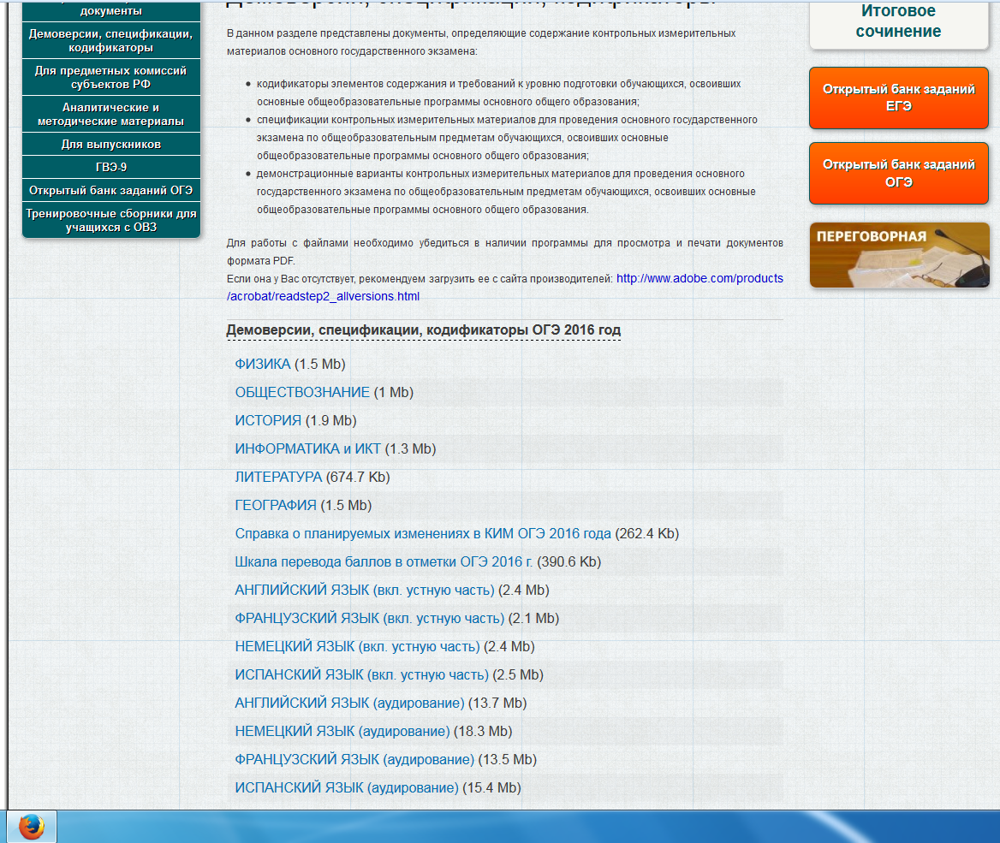 документы
Демоверсии, спецификации,
кодификаторы
Для предметных комиссий
субъектов РФ
Аналитические и
методические материалы
Для выпускников
ГВЭ-9
Открытый банк заданий ОГЭ
Тренировочные сборники для
учащихся с ОВЗ
Демоверсии, спецификации, кодификаторы
В данном разделе представлены документы, определяющие содержание контрольных измерительных
материалов основного государственного экзамена:
кодификаторы элементов содержания и требований к уровню подготовки обучающихся, освоивших
основные общеобразовательные программы основного общего образования;
спецификации контрольных измерительных материалов для проведения основного государственного
экзамена по общеобразовательным предметам обучающихся, освоивших основные
общеобразовательные программы основного общего образования;
демонстрационные варианты контрольных измерительных материалов для проведения основного
государственного экзамена по общеобразовательным предметам обучающихся, освоивших основные
общеобразовательные программы основного общего образования.
Для работы с файлами необходимо убедиться в наличии программы для просмотра и печати документов
формата PDF.
Если она у Вас отсутствует, рекомендуем загрузить ее с сайта производителей: http://www.adobe.com/products
/acrobat/readstep2_allversions.html
Демоверсии, спецификации, кодификаторы ОГЭ 2016 год
ФИЗИКА (1.5 Mb)
ОБЩЕСТВОЗНАНИЕ (1 Mb)
ИСТОРИЯ (1.9 Mb)
ИНФОРМАТИКА и ИКТ (1.3 Mb)
ЛИТЕРАТУРА (674.7 Kb)
ГЕОГРАФИЯ (1.5 Mb)
Справка о планируемых изменениях в КИМ ОГЭ 2016 года (262.4 Kb)
Шкала перевода баллов в отметки ОГЭ 2016 г. (390.6 Kb)
АНГЛИЙСКИЙ ЯЗЫК (вкл. устную часть) (2.4 Mb)
ФРАНЦУЗСКИЙ ЯЗЫК (вкл. устную часть) (2.1 Mb)
НЕМЕЦКИЙ ЯЗЫК (вкл. устную часть) (2.4 Mb)
ИСПАНСКИЙ ЯЗЫК (вкл. устную часть) (2.5 Mb)
АНГЛИЙСКИЙ ЯЗЫК (аудирование) (13.7 Mb)
НЕМЕЦКИЙ ЯЗЫК (аудирование) (18.3 Mb)
ФРАНЦУЗСКИЙ ЯЗЫК (аудирование) (13.5 Mb)
ИСПАНСКИЙ ЯЗЫК (аудирование) (15.4 Mb)
Итоговое
сочинение
Открытый банк заданий
ЕГЭ
Открытый банк заданий
ОГЭ
ПЕРЕГОВОРНАЯ